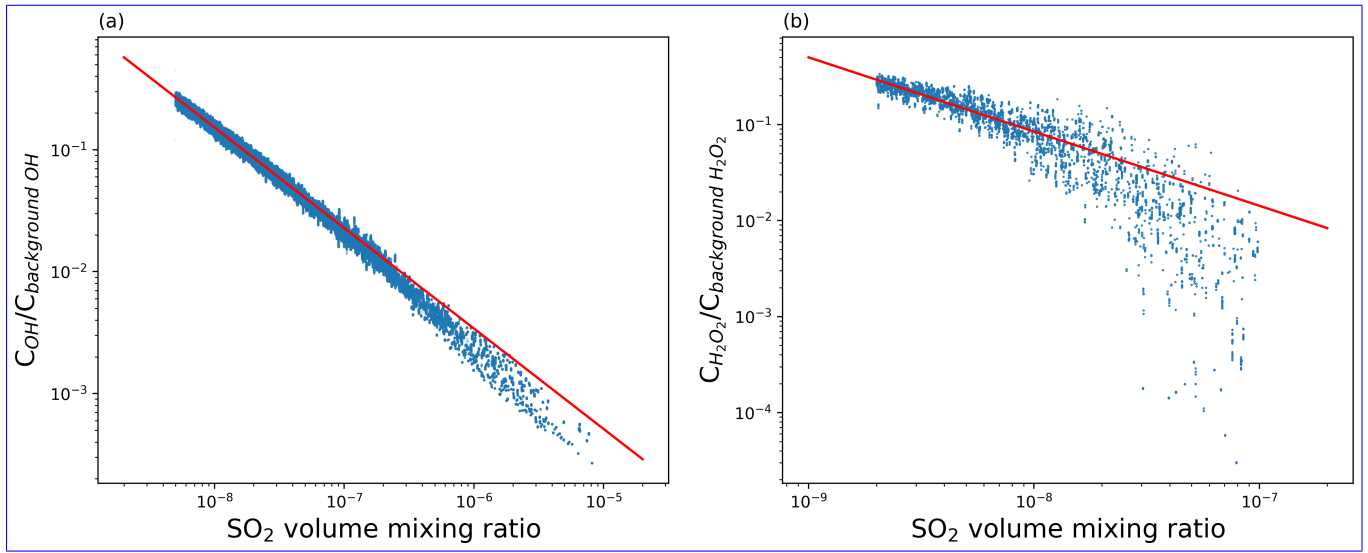 (a)
10⁻¹
10⁻²
10⁻³
C_OH/C_background OH
10⁻⁸ 10⁻⁷ 10⁻⁶ 10⁻⁵
SO₂ volume mixing ratio
(b)
10⁻¹
10⁻²
10⁻³
10⁻⁴
C_H₂O₂/C_background H₂O₂
10⁻⁹ 10⁻⁸ 10⁻⁷
SO₂ volume mixing ratio